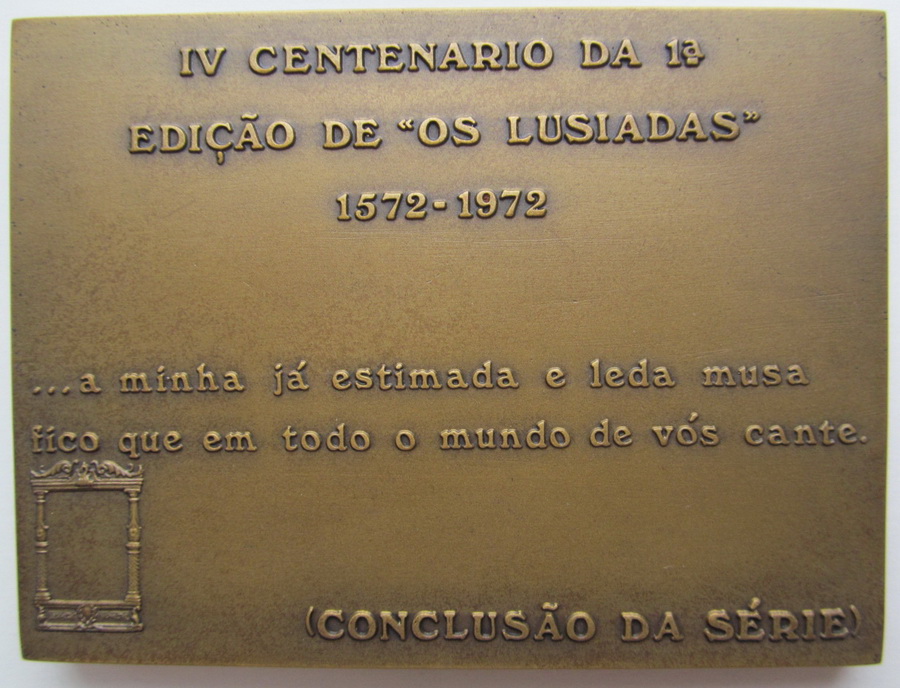 IV CENTENARIO DA 1ª
EDIÇÃO DE “OS LUSIADAS”
1572-1972
...a minha já estimada e leda musa
fico que em todo o mundo de vós cante.
(CONCLUSÃO DA SÉRIE)